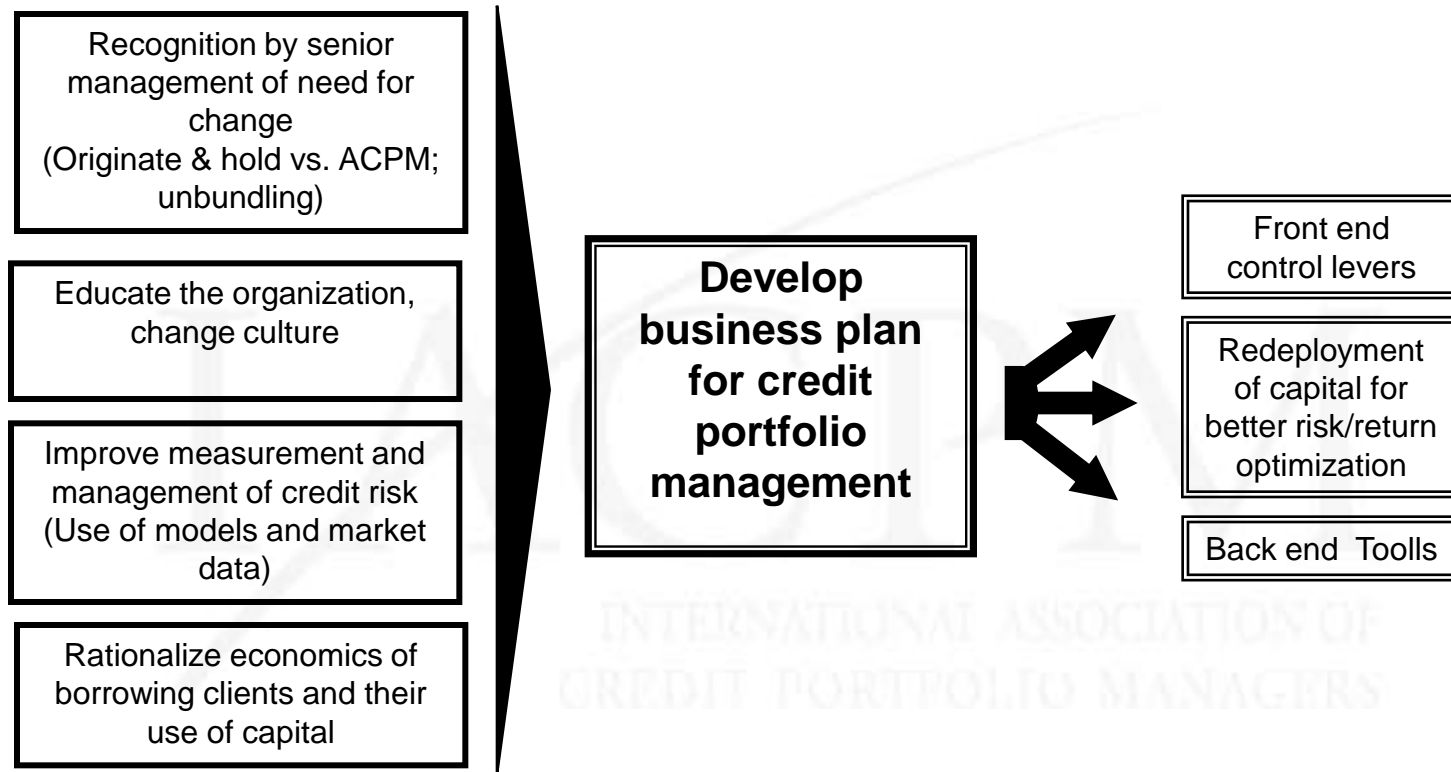 Recognition by senior
management of need for
change
(Originate & hold vs. ACPM;
unbundling)
Educate the organization,
change culture
Improve measurement and
management of credit risk
(Use of models and market
data)
Rationalize economics of
borrowing clients and their
use of capital
Develop
business plan
for credit
portfolio
management
Front end
control levers
Redeployment
of capital for
better risk/return
optimization
Back end Toolls
IACPM
INTERNATIONAL ASSOCIATION OF
CREDIT PORTFOLIO MANAGERS